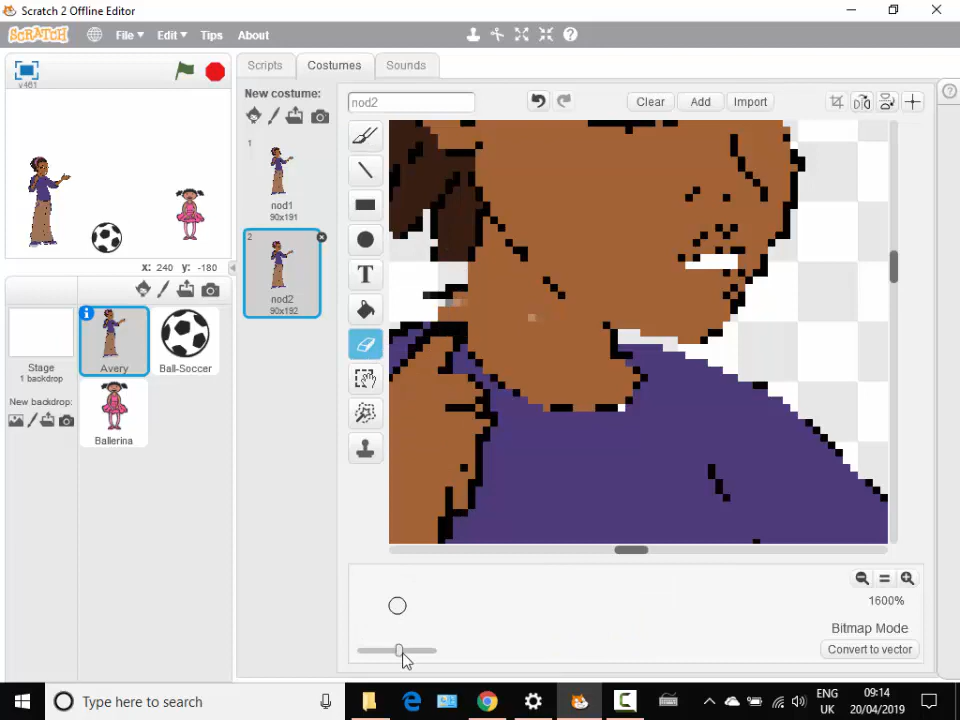 Scratch 2 Offline Editor
SCRATCH File Edit Tips About
v461
Scripts Costumes Sounds
New costume:
nod2
Clear Add Import
1
nod1
90x191
2
nod2
90x192
T
x: 240 y: -180
Stage
1 backdrop
New backdrop:
Avery
Ball-Soccer
Ballerina
1600%
Bitmap Mode
Convert to vector
Type here to search
ENG
UK
09:14
20/04/2019